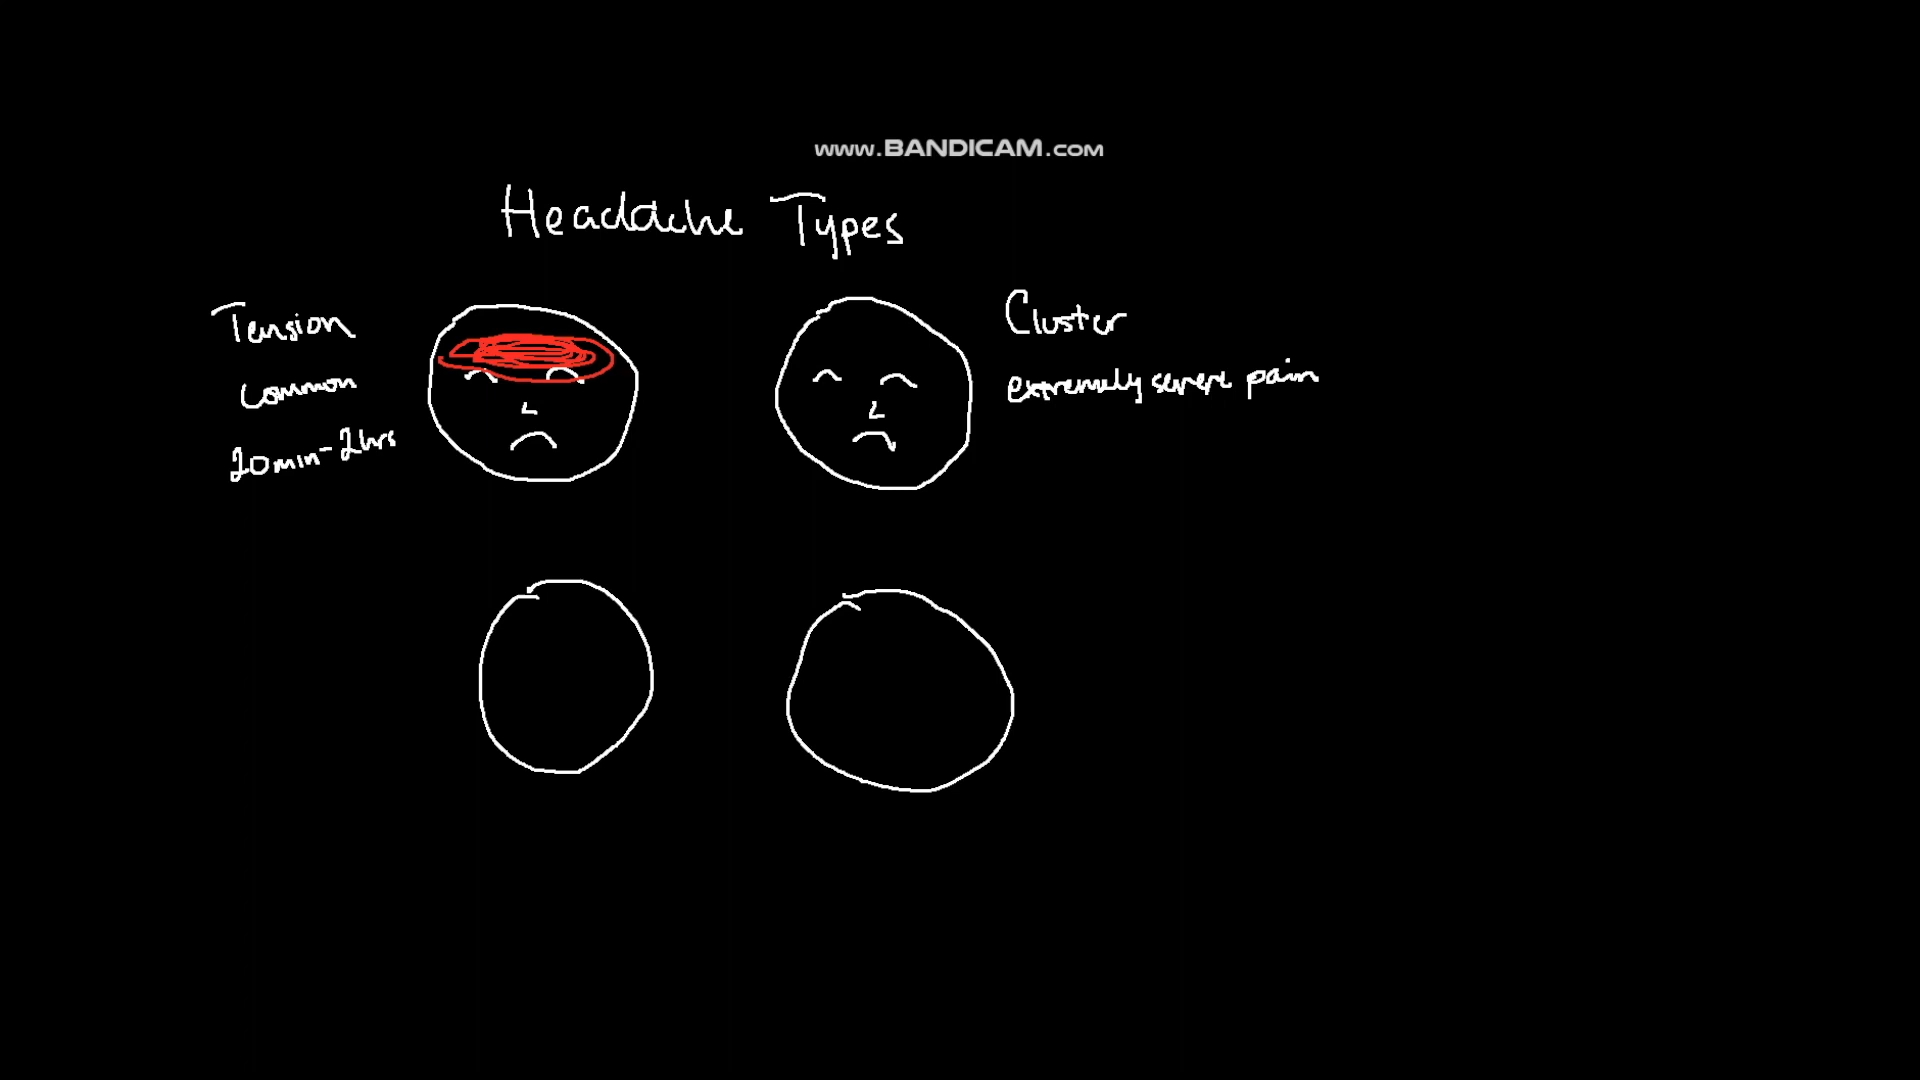 www.BANDICAM.com
Headache Types
Tension
common
20min-2hrs
Cluster
extremely severe pain